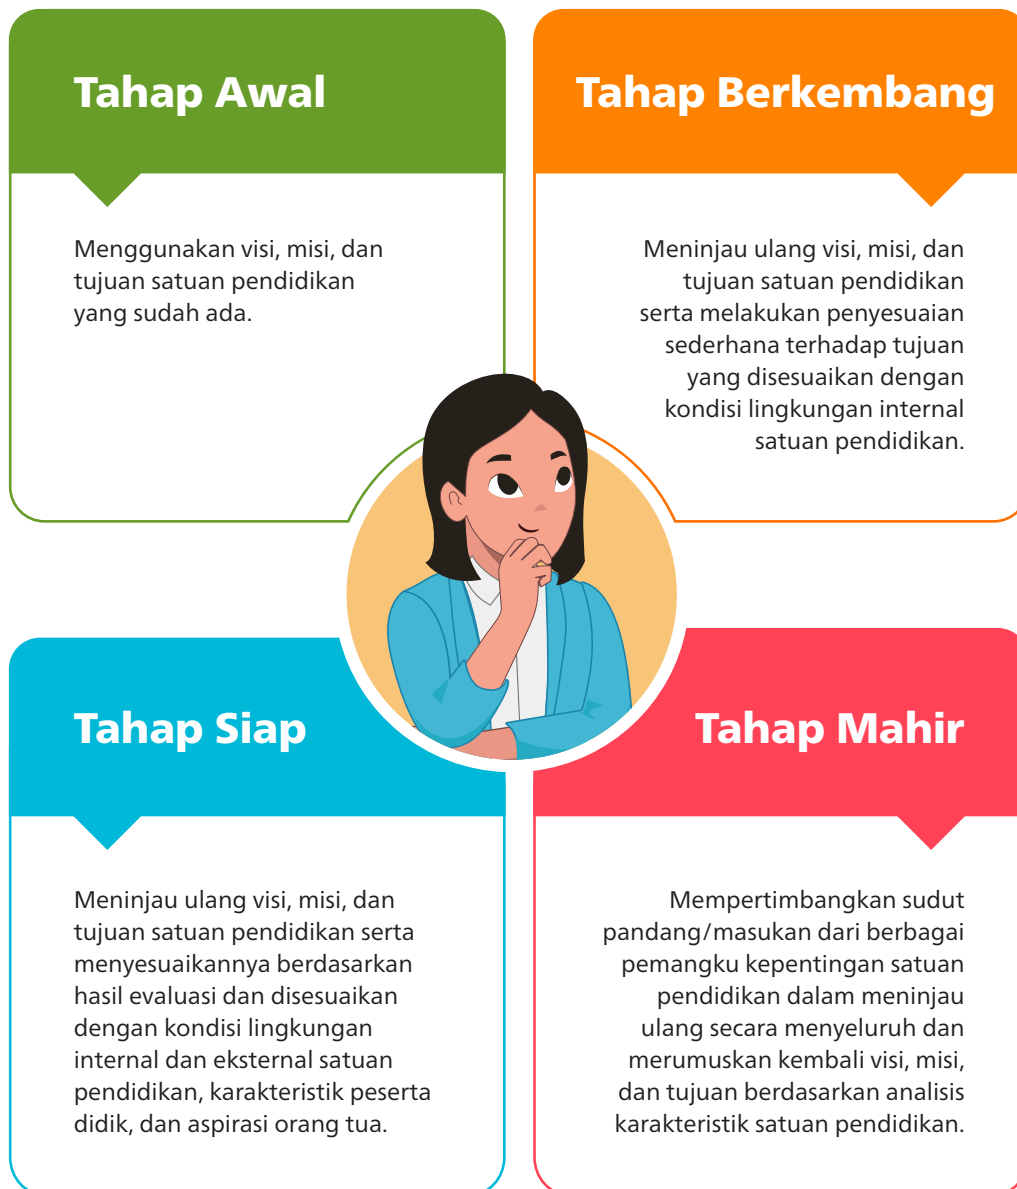 Tahap Awal
Menggunakan visi, misi, dan
tujuan satuan pendidikan
yang sudah ada.
Tahap Berkembang
Meninjau ulang visi, misi, dan
tujuan satuan pendidikan
serta melakukan penyesuaian
sederhana terhadap tujuan
yang disesuaikan dengan
kondisi lingkungan internal
satuan pendidikan.
Tahap Siap
Meninjau ulang visi, misi, dan
tujuan satuan pendidikan serta
menyesuaikannya berdasarkan
hasil evaluasi dan disesuaikan
dengan kondisi lingkungan
internal dan eksternal satuan
pendidikan, karakteristik peserta
didik, dan aspirasi orang tua.
Tahap Mahir
Mempertimbangkan sudut
pandang/masukan dari berbagai
pemangku kepentingan satuan
pendidikan dalam meninjau
ulang secara menyeluruh dan
merumuskan kembali visi, misi,
dan tujuan berdasarkan analisis
karakteristik satuan pendidikan.